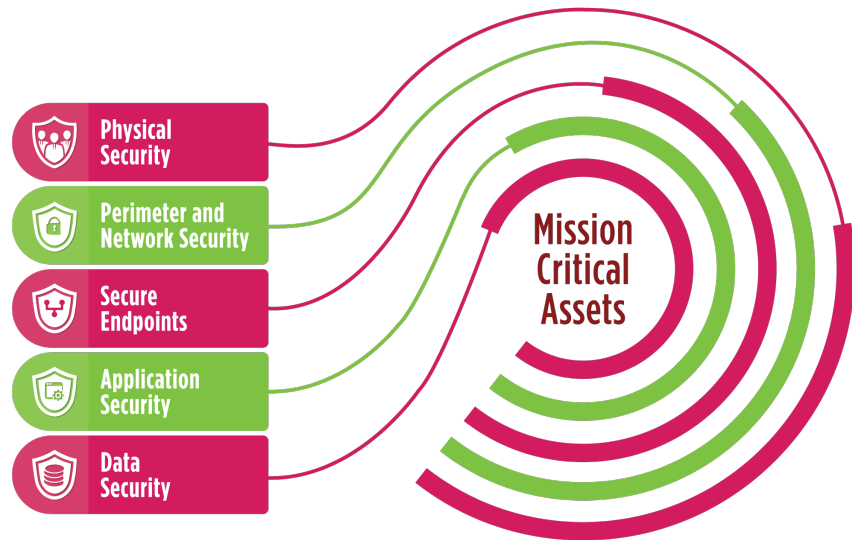 Physical
Security
Perimeter and
Network Security
Secure
Endpoints
Application
Security
Data
Security
Mission
Critical
Assets